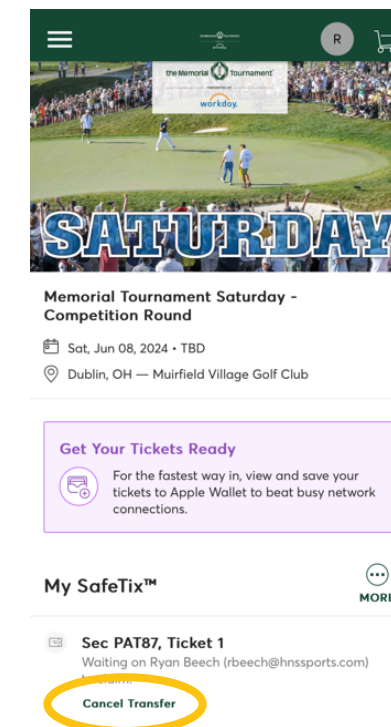 R
the Memorial Tournament
PRESENTED BY
workday.
SATURDAY
Memorial Tournament Saturday -
Competition Round
Sat, Jun 08, 2024 • TBD
Dublin, OH — Muirfield Village Golf Club
Get Your Tickets Ready
For the fastest way in, view and save your
tickets to Apple Wallet to beat busy network
connections.
My SafeTix™
MORE
Sec PAT87, Ticket 1
Waiting on Ryan Beech (rbeech@hnssports.com)
Cancel Transfer